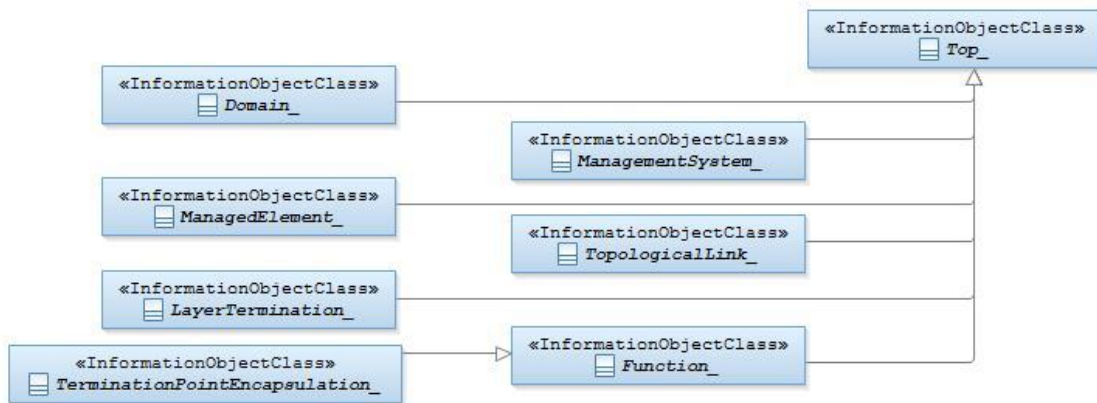 «InformationObjectClass»
Top_
«InformationObjectClass»
Domain_
«InformationObjectClass»
ManagementSystem_
«InformationObjectClass»
ManagedElement_
«InformationObjectClass»
TopologicalLink_
«InformationObjectClass»
LayerTermination_
«InformationObjectClass»
Function_
«InformationObjectClass»
TerminationPointEncapsulation_